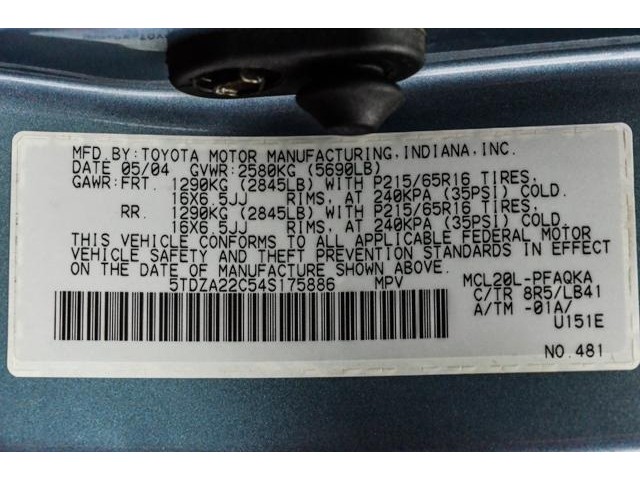 MFD.BY:TOYOTA MOTOR MANUFACTURING,INDIANA,INC.
DATE 05/04 GVWR:2580KG (5690LB)
GAWR:FRT. 1290KG (2845LB) WITH P215/65R16 TIRES,
16X6.5JJ RIMS, AT 240KPA (35PSI) COLD.
RR. 1290KG (2845LB) WITH P215/65R16 TIRES,
16X6.5JJ RIMS, AT 240KPA (35PSI) COLD.
THIS VEHICLE CONFORMS TO ALL APPLICABLE FEDERAL MOTOR
VEHICLE SAFETY AND THEFT PREVENTION STANDARDS IN EFFECT
ON THE DATE OF MANUFACTURE SHOWN ABOVE.
5TDZA22C54S175886 MPV MCL20L-PFAQKA
C/TR 8R5/LB41
A/TM -01A/
U151E
NO.481